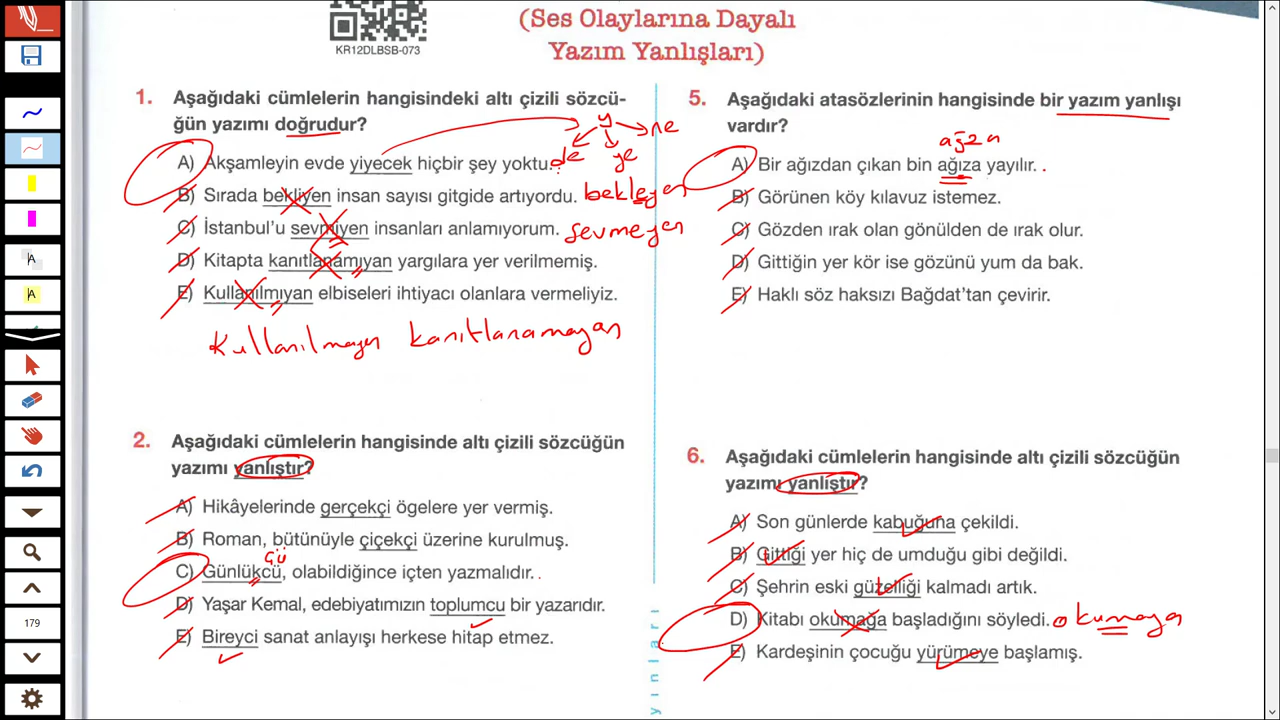 (Ses Olaylarına Dayalı
Yazım Yanlışları)
KR12DLBSB-073
1. Aşağıdaki cümlelerin hangisindeki altı çizili sözcü-
ğün yazımı doğrudur?
y
de
ye
ne
A) Akşamleyin evde yiyecek hiçbir şey yoktu.
B) Sırada bekliyen insan sayısı gitgide artıyordu. bekleyen
C) İstanbul'u sevmiyen insanları anlamıyorum. sevmeyen
D) Kitapta kanıtlanamıyan yargılara yer verilmemiş.
E) Kullanılmıyan elbiseleri ihtiyacı olanlara vermeliyiz.
Kullanılmayan kanıtlanamayan
2. Aşağıdaki cümlelerin hangisinde altı çizili sözcüğün
yazımı yanlıştır?
A) Hikâyelerinde gerçekçi ögelere yer vermiş.
B) Roman, bütünüyle çiçekçi üzerine kurulmuş.
çü
C) Günlükcü, olabildiğince içten yazmalıdır.
D) Yaşar Kemal, edebiyatımızın toplumcu bir yazarıdır.
E) Bireyci sanat anlayışı herkese hitap etmez.
5. Aşağıdaki atasözlerinin hangisinde bir yazım yanlışı
vardır?
ağza
A) Bir ağızdan çıkan bin ağıza yayılır.
B) Görünen köy kılavuz istemez.
C) Gözden ırak olan gönülden de ırak olur.
D) Gittiğin yer kör ise gözünü yum da bak.
E) Haklı söz haksızı Bağdat'tan çevirir.
6. Aşağıdaki cümlelerin hangisinde altı çizili sözcüğün
yazımı yanlıştır?
A) Son günlerde kabuğuna çekildi.
B) Gittiği yer hiç de umduğu gibi değildi.
C) Şehrin eski güzelliği kalmadı artık.
D) Kitabı okumağa başladığını söyledi. okumaya
E) Kardeşinin çocuğu yürümeye başlamış.
yınları
A
A
179